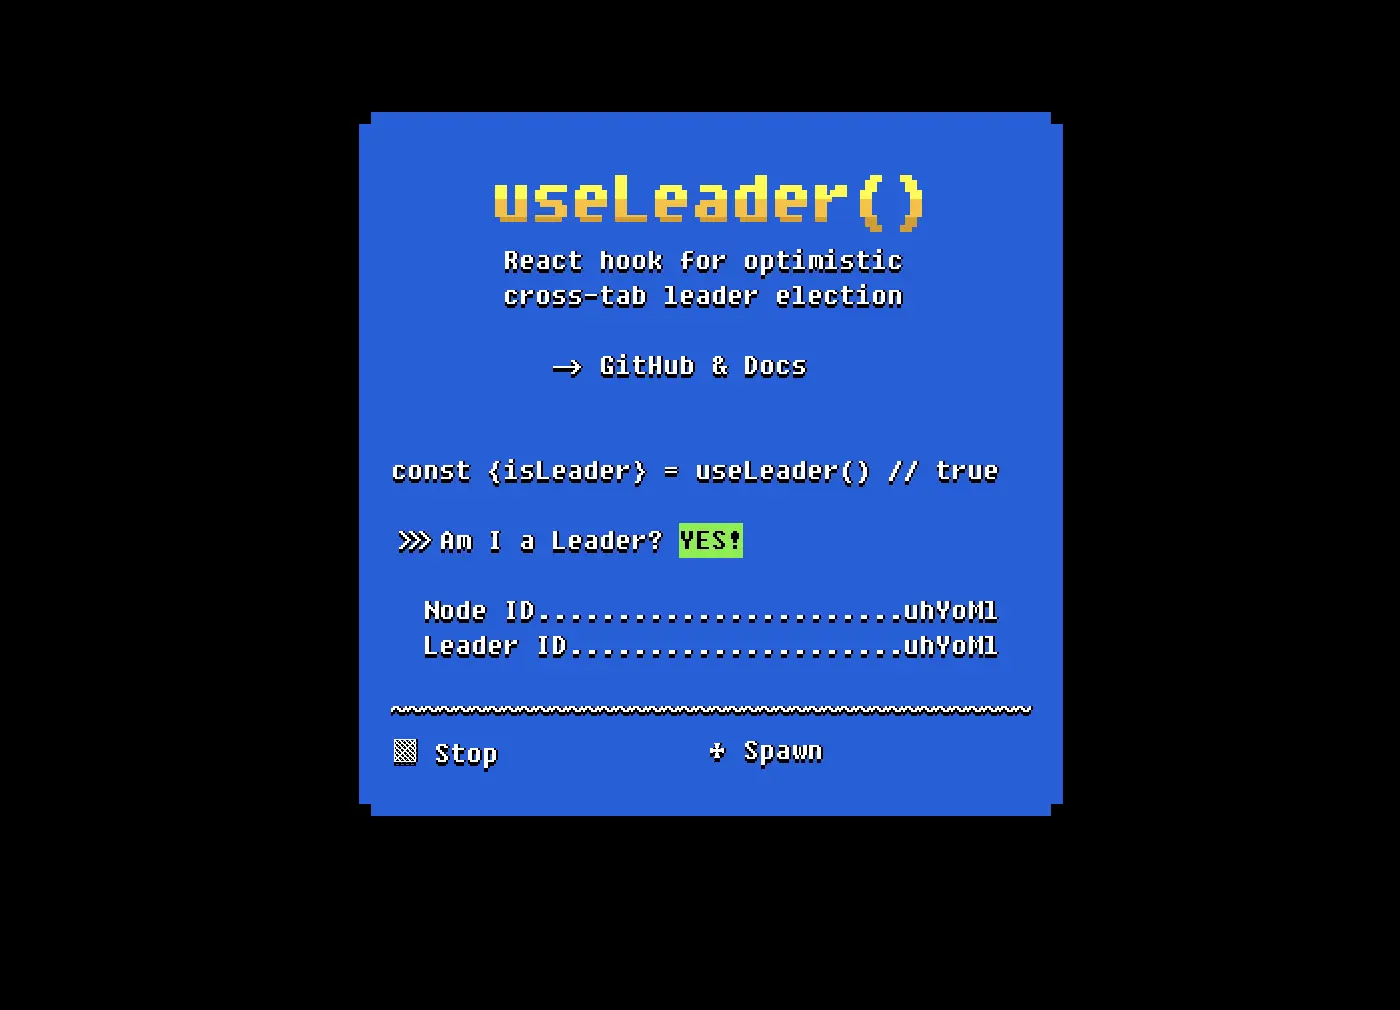 useLeader()
React hook for optimistic
cross-tab leader election
→ GitHub & Docs
const {isLeader} = useLeader() // true
>>> Am I a Leader? YES!
Node ID.......................uhYoMl
Leader ID.....................uhYoMl
Stop
+ Spawn